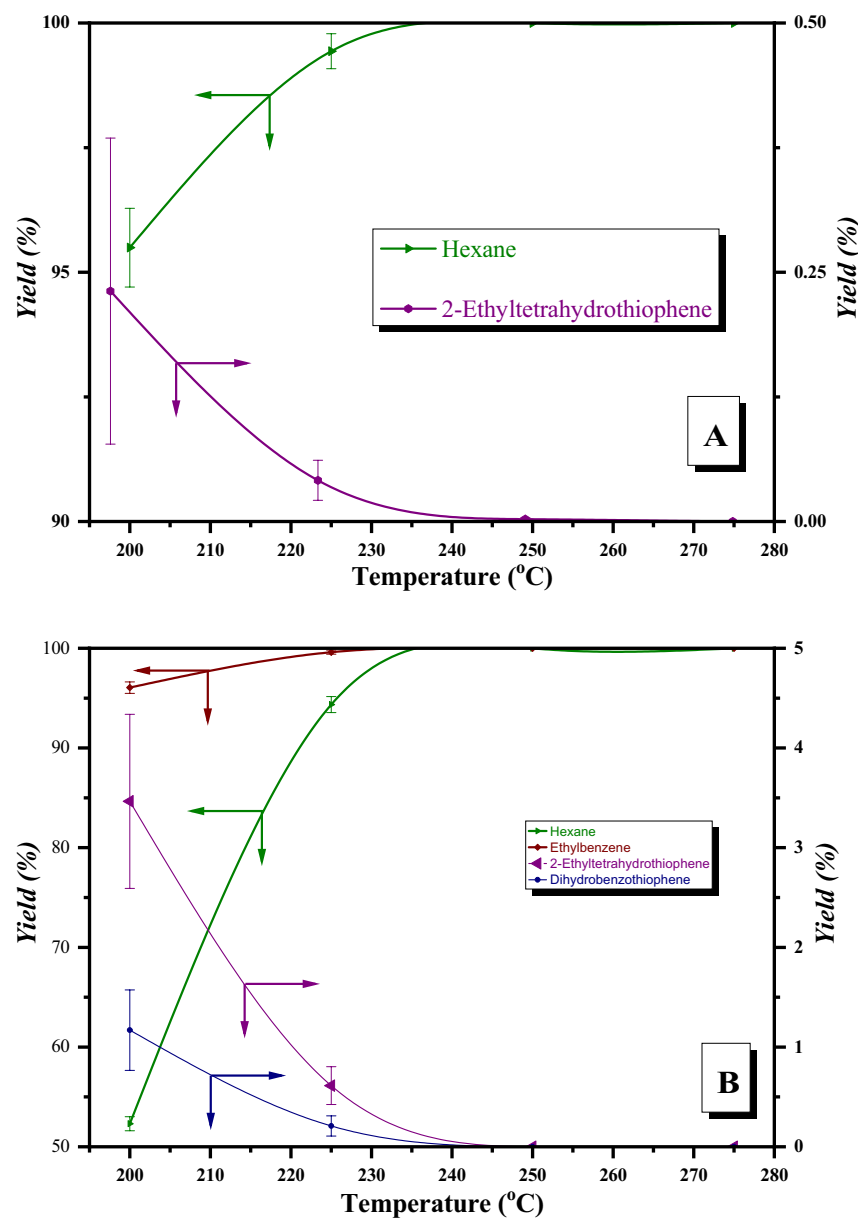 100
95
90
Yield (%)
0.50
0.25
0.00
Yield (%)
Hexane
2-Ethyltetrahydrothiophene
A
200 210 220 230 240 250 260 270 280
Temperature (°C)
100
90
80
70
60
50
Yield (%)
5
4
3
2
1
0
Yield (%)
Hexane
Ethylbenzene
2-Ethyltetrahydrothiophene
Dihydrobenzothiophene
B
200 210 220 230 240 250 260 270 280
Temperature (°C)